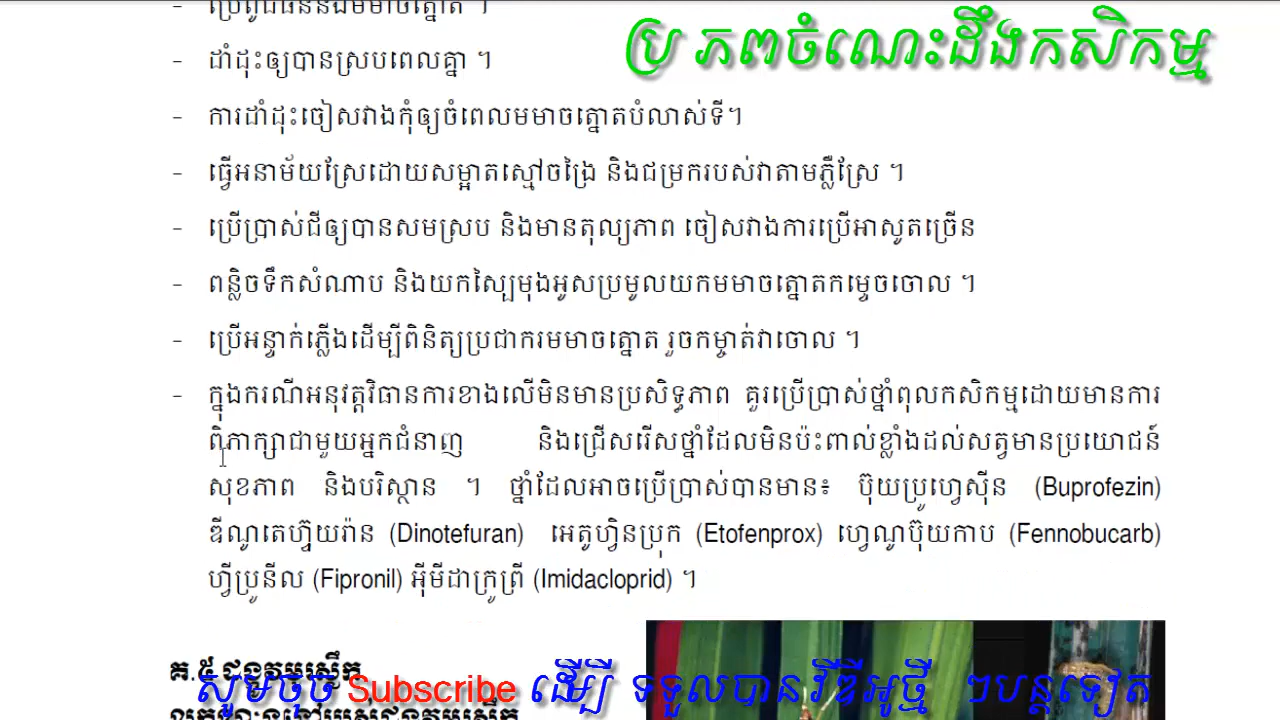 ប្រភពចំណេះដឹងកសិកម្ម
- ដាំដុះឲ្យបានស្របពេលគ្នា ។
- ការដាំដុះចៀសវាងកុំឲ្យចំពេលមមាចត្នោតបំលាស់ទី។
- ធ្វើអនាម័យស្រែដោយសម្អាតស្មៅចង្រៃ និងជម្រករបស់វាតាមភ្លឺស្រែ ។
- ប្រើប្រាស់ជីឲ្យបានសមស្រប និងមានតុល្យភាព ចៀសវាងការប្រើអាសូតច្រើន
- ពន្លិចទឹកសំណាប និងយកស្បៃមុងអូសប្រមូលយកមមាចត្នោតកម្ទេចចោល ។
- ប្រើអន្ទាក់ភ្លើងដើម្បីពិនិត្យប្រជាករមមាចត្នោត រួចកម្ចាត់វាចោល ។
- ក្នុងករណីអនុវត្តវិធានការខាងលើមិនមានប្រសិទ្ធភាព គួរប្រើប្រាស់ថ្នាំពុលកសិកម្មដោយមានការ
ពិភាក្សាជាមួយអ្នកជំនាញ និងជ្រើសរើសថ្នាំដែលមិនប៉ះពាល់ខ្លាំងដល់សត្វមានប្រយោជន៍
សុខភាព និងបរិស្ថាន ។ ថ្នាំដែលអាចប្រើប្រាស់បានមាន៖ ប៊ុយប្រូហ្វេស៊ីន (Buprofezin)
ឌីណូតេហ៊្វុយរ៉ាន (Dinotefuran) អេតូហ្វិនប្រុក (Etofenprox) ហ្វេណូប៊ុយកាប (Fennobucarb)
ហ្វីប្រូនីល (Fipronil) អ៊ីមីដាក្រូព្រី (Imidacloprid) ។
សូមចុច Subscribe ដើម្បី ទទួលបានវីឌីអូថ្មី ៗបន្តទៀត